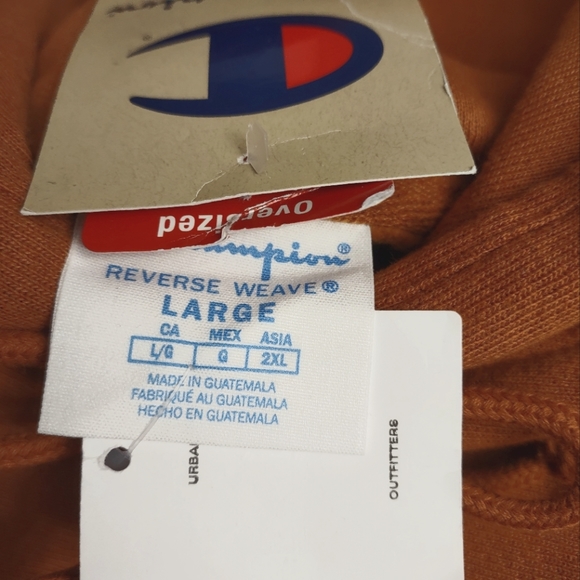 Oversized
Champion®
REVERSE WEAVE®
LARGE
CA MEX ASIA
L/G G 2XL
MADE IN GUATEMALA
FABRIQUÉ AU GUATEMALA
HECHO EN GUATEMALA
URBAN
OUTFITTERS